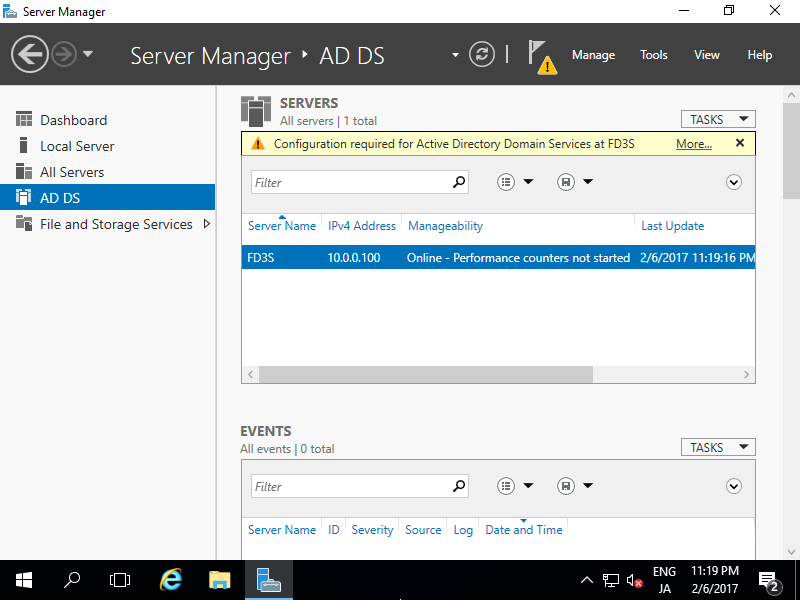 Server Manager
Server Manager ‣ AD DS
Manage Tools View Help
Dashboard
Local Server
All Servers
AD DS
File and Storage Services
SERVERS
All servers | 1 total
TASKS
Configuration required for Active Directory Domain Services at FD3S More...
Filter
Server Name IPv4 Address Manageability Last Update
FD3S 10.0.0.100 Online - Performance counters not started 2/6/2017 11:19:16 PM
EVENTS
All events | 0 total
TASKS
Filter
Server Name ID Severity Source Log Date and Time
ENG 11:19 PM
JA 2/6/2017 2